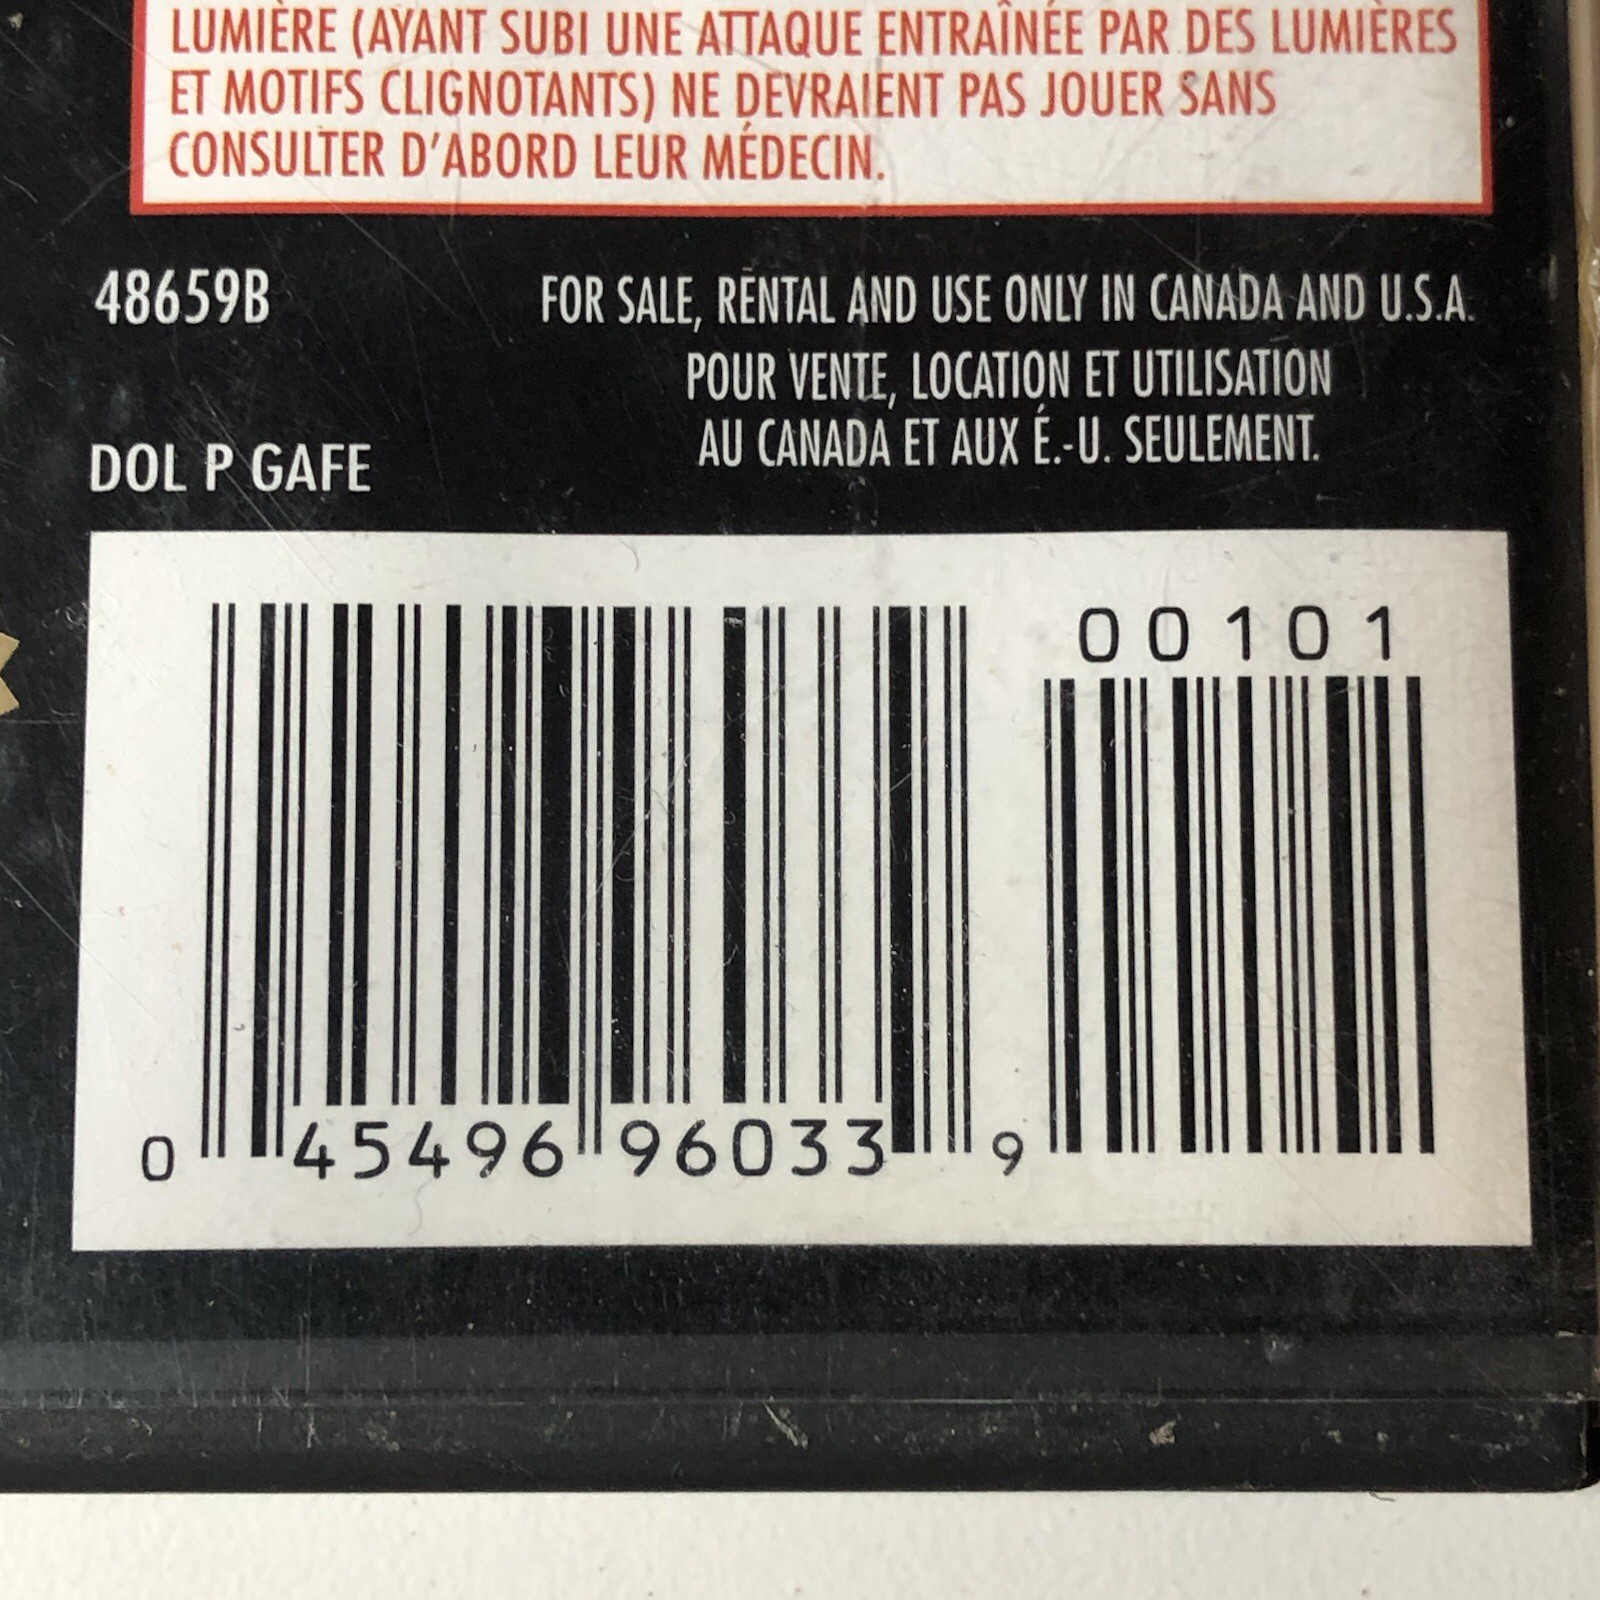 LUMIÈRE (AYANT SUBI UNE ATTAQUE ENTRAÎNÉE PAR DES LUMIÈRES
ET MOTIFS CLIGNOTANTS) NE DEVRAIENT PAS JOUER SANS
CONSULTER D'ABORD LEUR MÉDECIN.
48659B
FOR SALE, RENTAL AND USE ONLY IN CANADA AND U.S.A.
POUR VENTE, LOCATION ET UTILISATION
AU CANADA ET AUX É.-U. SEULEMENT.
DOL P GAFE
00101
0 45496 96033 9